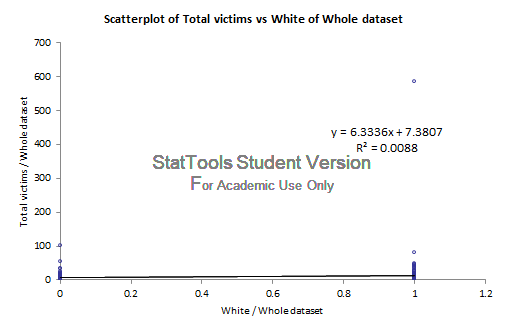 Scatterplot of Total victims vs White of Whole dataset
700
600
500
400
300
200
100
0
Total victims / Whole dataset
y = 6.3336x + 7.3807
R² = 0.0088
StatTools Student Version
For Academic Use Only
0 0.2 0.4 0.6 0.8 1 1.2
White / Whole dataset